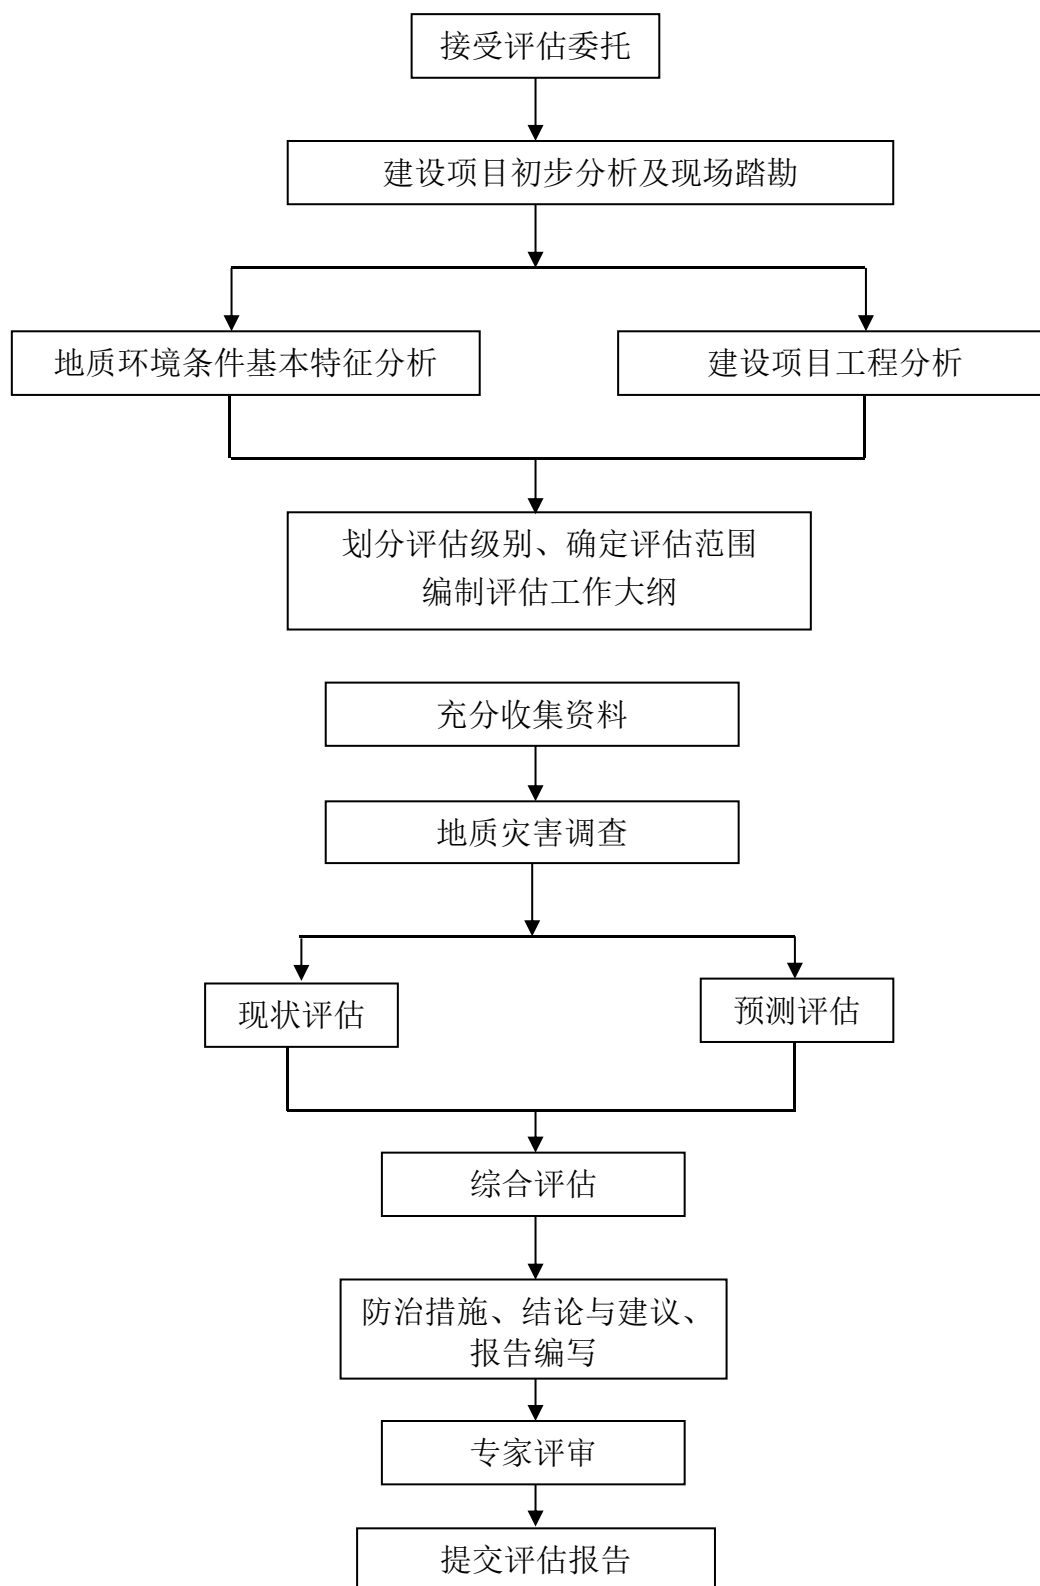 接受评估委托
建设项目初步分析及现场踏勘
地质环境条件基本特征分析
建设项目工程分析
划分评估级别、确定评估范围
编制评估工作大纲
充分收集资料
地质灾害调查
现状评估
预测评估
综合评估
防治措施、结论与建议、
报告编写
专家评审
提交评估报告